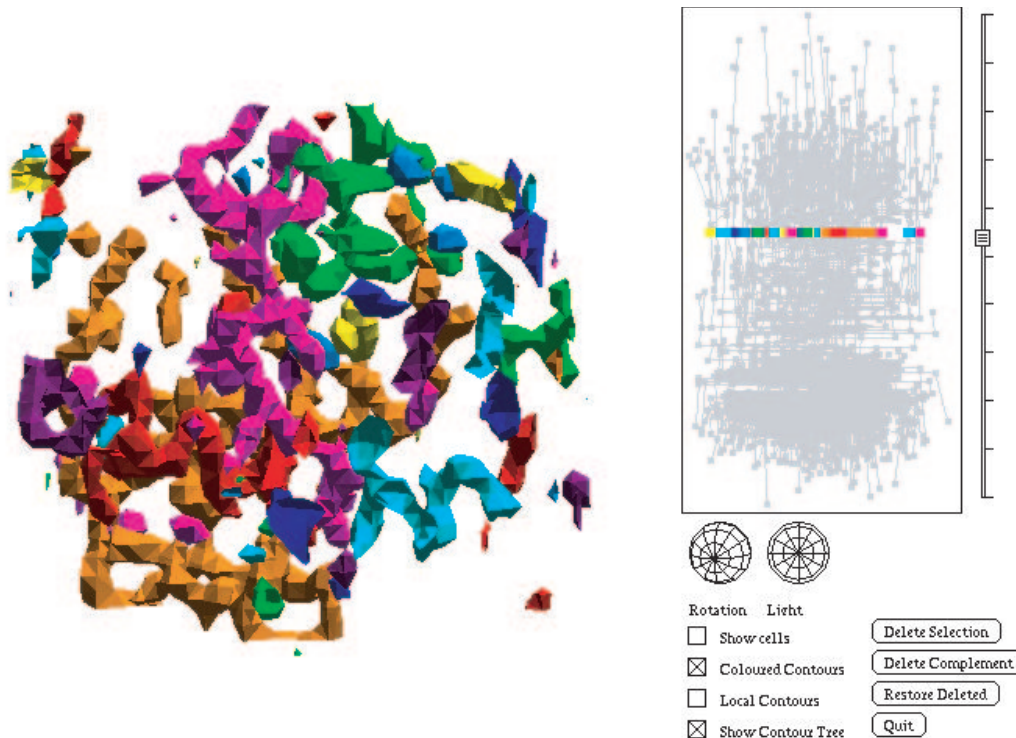 Rotation Light
Show cells
Delete Selection
Coloured Contours
Delete Complement
Local Contours
Restore Deleted
Show Contour Tree
Quit